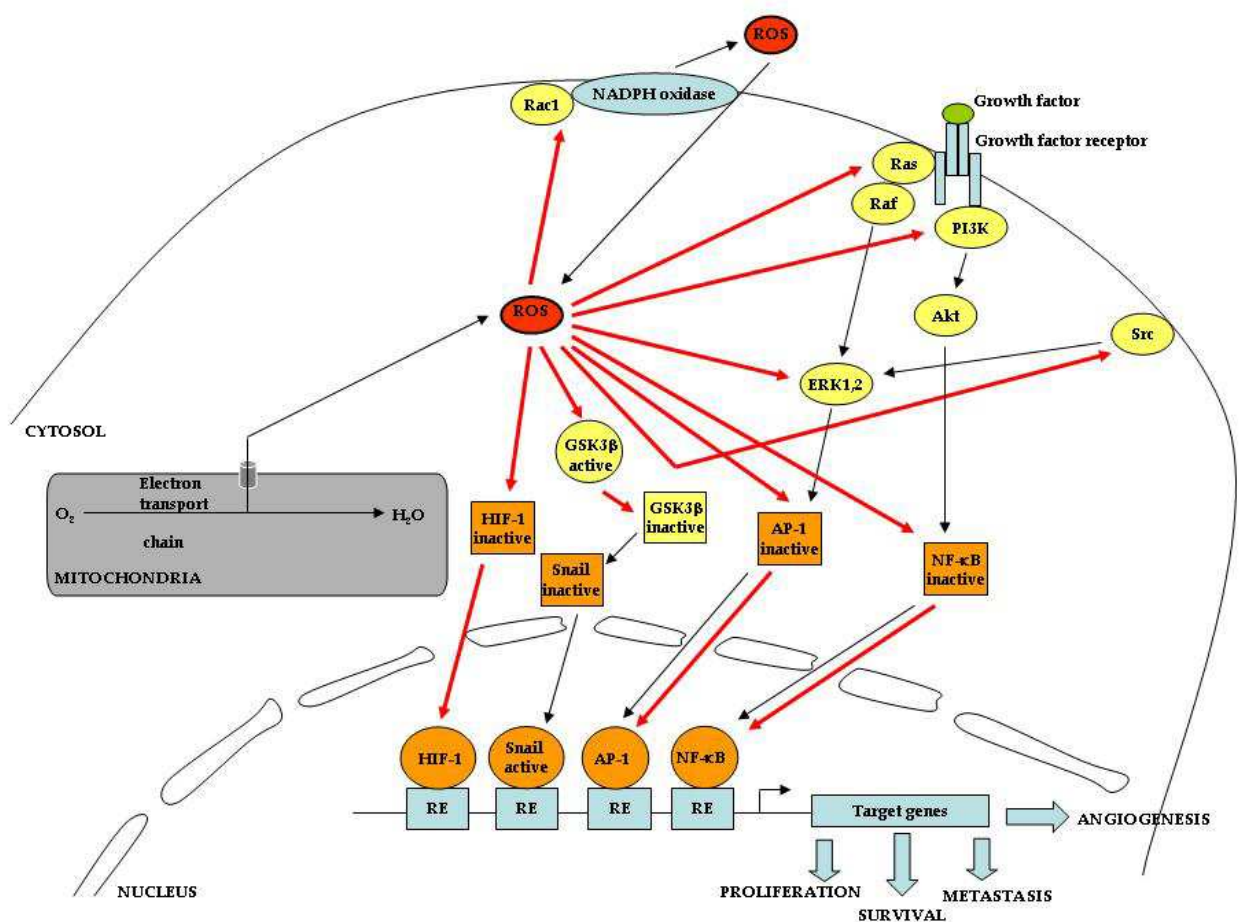 ROS
NADPH oxidase
Rac1
Growth factor
Growth factor receptor
Ras
Raf
PI3K
ROS
Akt
Src
ERK1,2
CYTOSOL
GSK3β
active
Electron
transport
O₂
H₂O
chain
MITOCHONDRIA
HIF-1
inactive
GSK3β
inactive
AP-1
inactive
Snail
inactive
NF-κB
inactive
HIF-1
Snail
active
AP-1
NF-κB
RE
RE
RE
RE
Target genes
ANGIOGENESIS
NUCLEUS
PROLIFERATION
METASTASIS
SURVIVAL